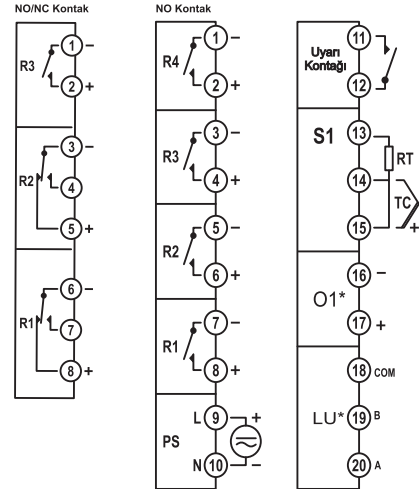 NO/NC Kontak
R3
1 −
2 +
R2
3 −
4
5 +
R1
6 −
7
8 +
NO Kontak
R4
1 −
2 +
R3
3 −
4 +
R2
5 −
6 +
R1
7 −
8 +
PS
L 9 +
N 10 −
Uyarı
Kontağı
11
12
S1
13
RT
14
TC
15 +
O1*
16 −
17 +
LU*
18 COM
19 B
20 A